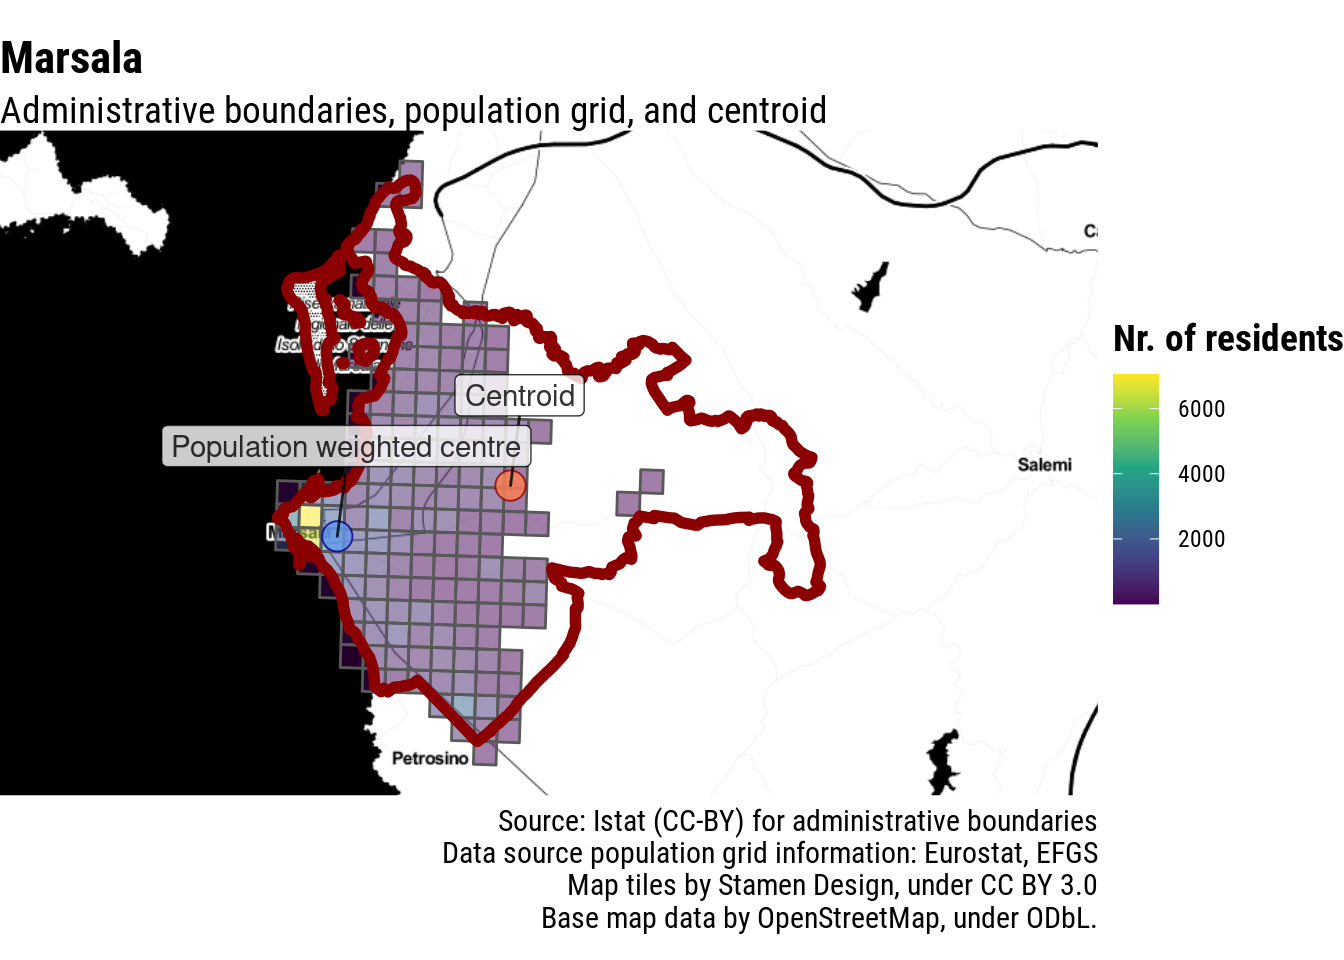 Marsala
Administrative boundaries, population grid, and centroid
Ca
Centroid
Population weighted centre
Salemi
Petrosino
Nr. of residents
6000
4000
2000
Source: Istat (CC-BY) for administrative boundaries
Data source population grid information: Eurostat, EFGS
Map tiles by Stamen Design, under CC BY 3.0
Base map data by OpenStreetMap, under ODbL.